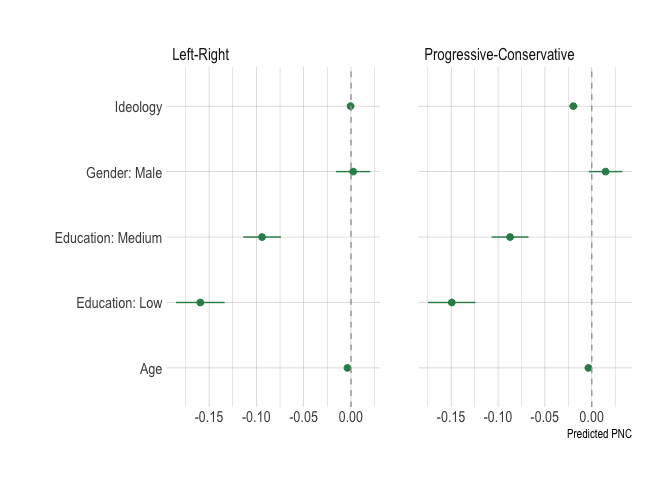 Left-Right
Progressive-Conservative
Ideology
Gender: Male
Education: Medium
Education: Low
Age
-0.15 -0.10 -0.05 0.00
-0.15 -0.10 -0.05 0.00
Predicted PNC